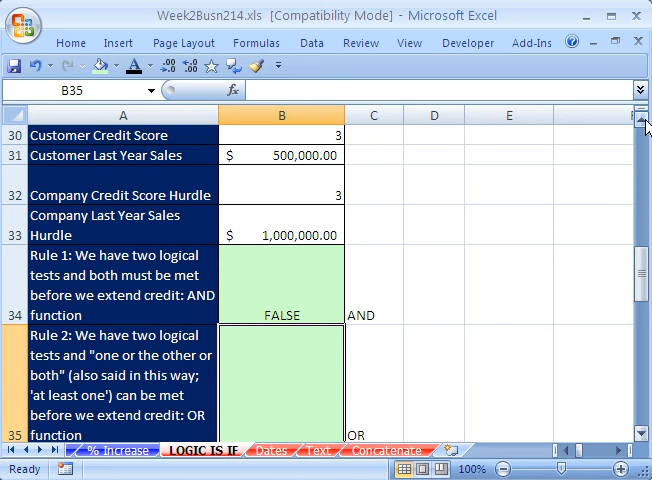 Week2Busn214.xls [Compatibility Mode] - Microsoft Excel
Home Insert Page Layout Formulas Data Review View Developer Add-Ins
B35 fx
A B C D E F
30 Customer Credit Score 3
31 Customer Last Year Sales $ 500,000.00
32 Company Credit Score Hurdle 3
Company Last Year Sales
33 Hurdle $ 1,000,000.00
Rule 1: We have two logical
tests and both must be met
before we extend credit: AND
34 function FALSE AND
Rule 2: We have two logical
tests and "one or the other or
both" (also said in this way;
'at least one') can be met
before we extend credit: OR
35 function OR
% Increase LOGIC IS IF Dates Text Concatenate
Ready 100%